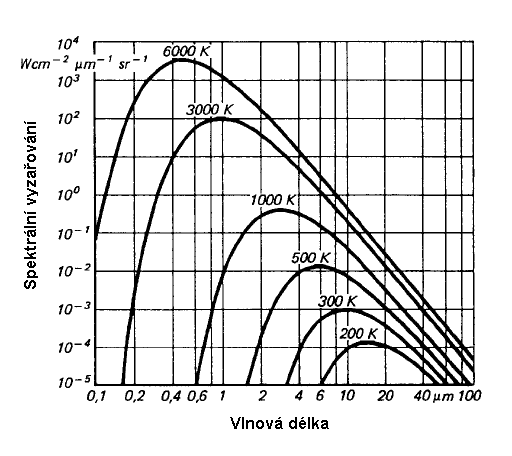 10⁴
Wcm⁻² μm⁻¹ sr⁻¹
6000 K
10³
3000 K
10²
10¹
10⁰
1000 K
10⁻¹
500 K
10⁻²
300 K
10⁻³
200 K
10⁻⁴
10⁻⁵
Spektrální vyzařování
0,1 0,2 0,4 0,6 1 2 4 6 10 20 40 μm 100
Vlnová délka